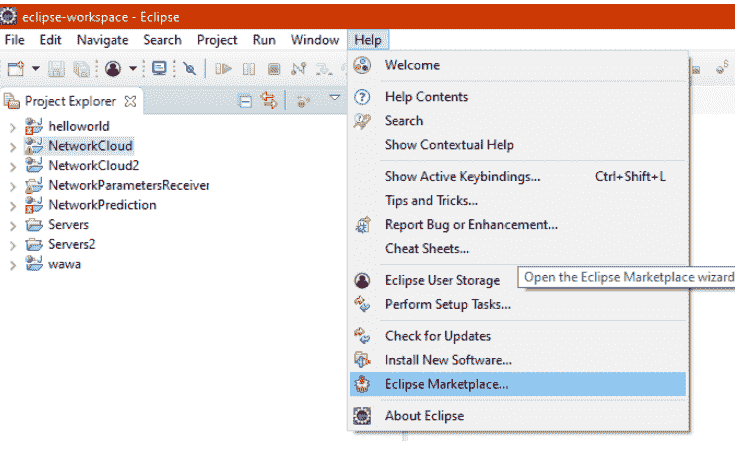 eclipse-workspace - Eclipse
File Edit Navigate Search Project Run Window Help
Project Explorer
helloworld
NetworkCloud
NetworkCloud2
NetworkParametersReceiver
NetworkPrediction
Servers
Servers2
wawa
Welcome
Help Contents
Search
Show Contextual Help
Show Active Keybindings... Ctrl+Shift+L
Tips and Tricks...
Report Bug or Enhancement...
Cheat Sheets...
Eclipse User Storage
Open the Eclipse Marketplace wizard
Perform Setup Tasks...
Check for Updates
Install New Software...
Eclipse Marketplace...
About Eclipse